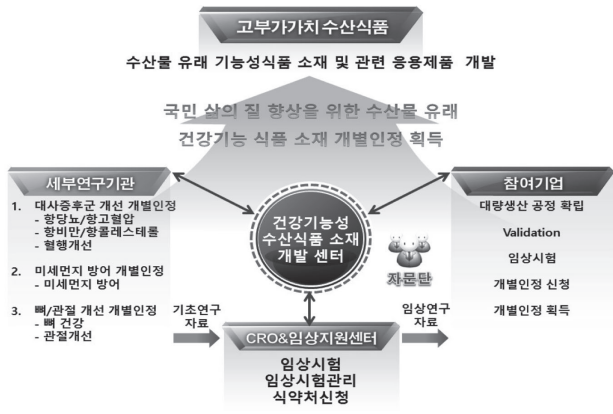 고부가가치 수산식품
수산물 유래 기능성식품 소재 및 관련 응용제품 개발
국민 삶의 질 향상을 위한 수산물 유래
건강기능 식품 소재 개별인정 획득
세부연구기관
1. 대사증후군 개선 개별인정
- 항당뇨/항고혈압
- 항비만/항콜레스테롤
- 혈행개선
2. 미세먼지 방어 개별인정
- 미세먼지 방어
3. 뼈/관절 개선 개별인정
- 뼈 건강
- 관절개선
건강기능성
수산식품 소재
개발 센터
자문단
참여기업
대량생산 공정 확립
Validation
임상시험
개별인정 신청
개별인정 획득
기초연구
자료
CRO&임상지원센터
임상시험
임상시험관리
식약처신청
임상연구
자료